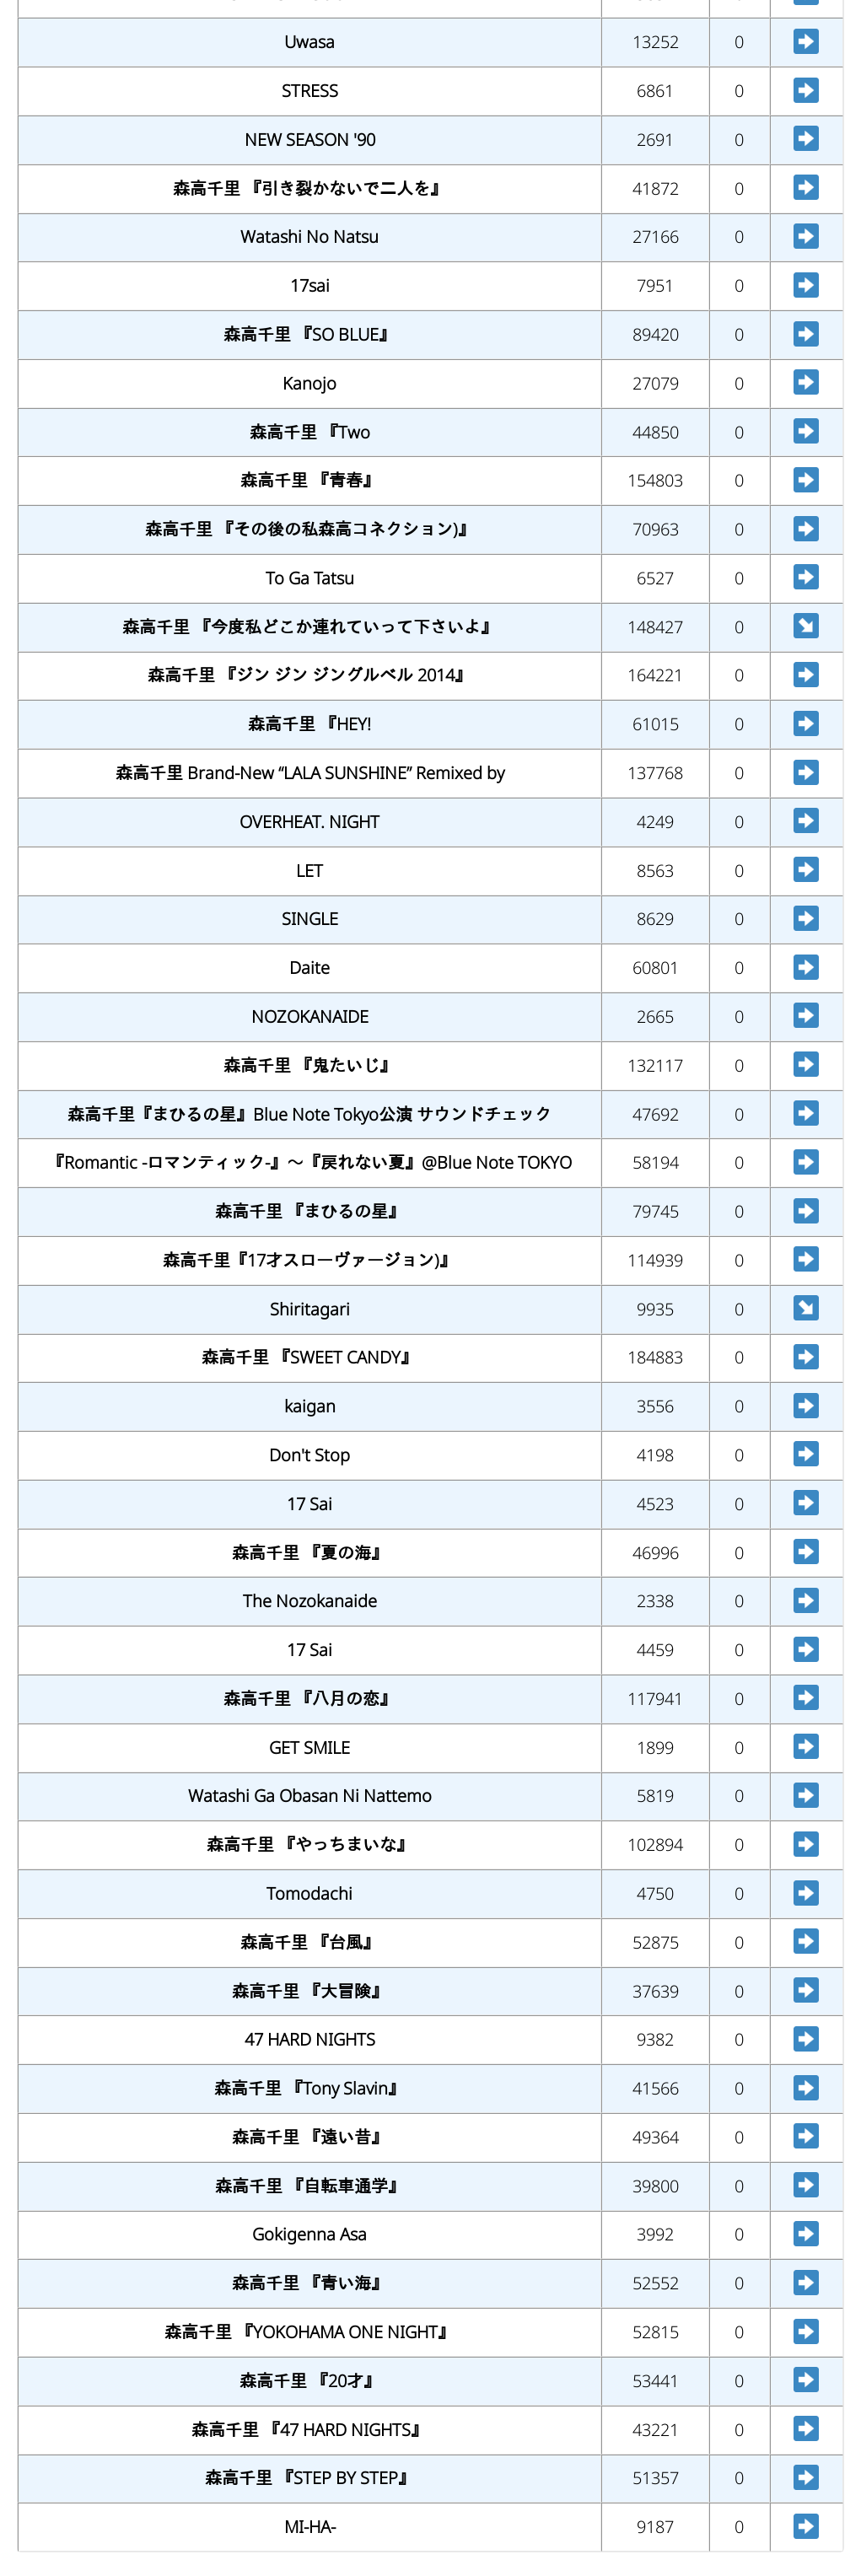 Uwasa 13252 0
STRESS 6861 0
NEW SEASON '90 2691 0
森高千里 『引き裂かないで二人を』 41872 0
Watashi No Natsu 27166 0
17sai 7951 0
森高千里 『SO BLUE』 89420 0
Kanojo 27079 0
森高千里 『Two 44850 0
森高千里 『青春』 154803 0
森高千里 『その後の私森高コネクション)』 70963 0
To Ga Tatsu 6527 0
森高千里 『今度私どこか連れていって下さいよ』 148427 0
森高千里 『ジン ジン ジングルベル 2014』 164221 0
森高千里 『HEY! 61015 0
森高千里 Brand-New “LALA SUNSHINE” Remixed by 137768 0
OVERHEAT. NIGHT 4249 0
LET 8563 0
SINGLE 8629 0
Daite 60801 0
NOZOKANAIDE 2665 0
森高千里 『鬼たいじ』 132117 0
森高千里『まひるの星』Blue Note Tokyo公演 サウンドチェック 47692 0
『Romantic -ロマンティック-』～『戻れない夏』@Blue Note TOKYO 58194 0
森高千里 『まひるの星』 79745 0
森高千里『17才スローヴァージョン)』 114939 0
Shiritagari 9935 0
森高千里 『SWEET CANDY』 184883 0
kaigan 3556 0
Don't Stop 4198 0
17 Sai 4523 0
森高千里 『夏の海』 46996 0
The Nozokanaide 2338 0
17 Sai 4459 0
森高千里 『八月の恋』 117941 0
GET SMILE 1899 0
Watashi Ga Obasan Ni Nattemo 5819 0
森高千里 『やっちまいな』 102894 0
Tomodachi 4750 0
森高千里 『台風』 52875 0
森高千里 『大冒険』 37639 0
47 HARD NIGHTS 9382 0
森高千里 『Tony Slavin』 41566 0
森高千里 『遠い昔』 49364 0
森高千里 『自転車通学』 39800 0
Gokigenna Asa 3992 0
森高千里 『青い海』 52552 0
森高千里 『YOKOHAMA ONE NIGHT』 52815 0
森高千里 『20才』 53441 0
森高千里 『47 HARD NIGHTS』 43221 0
森高千里 『STEP BY STEP』 51357 0
MI-HA- 9187 0